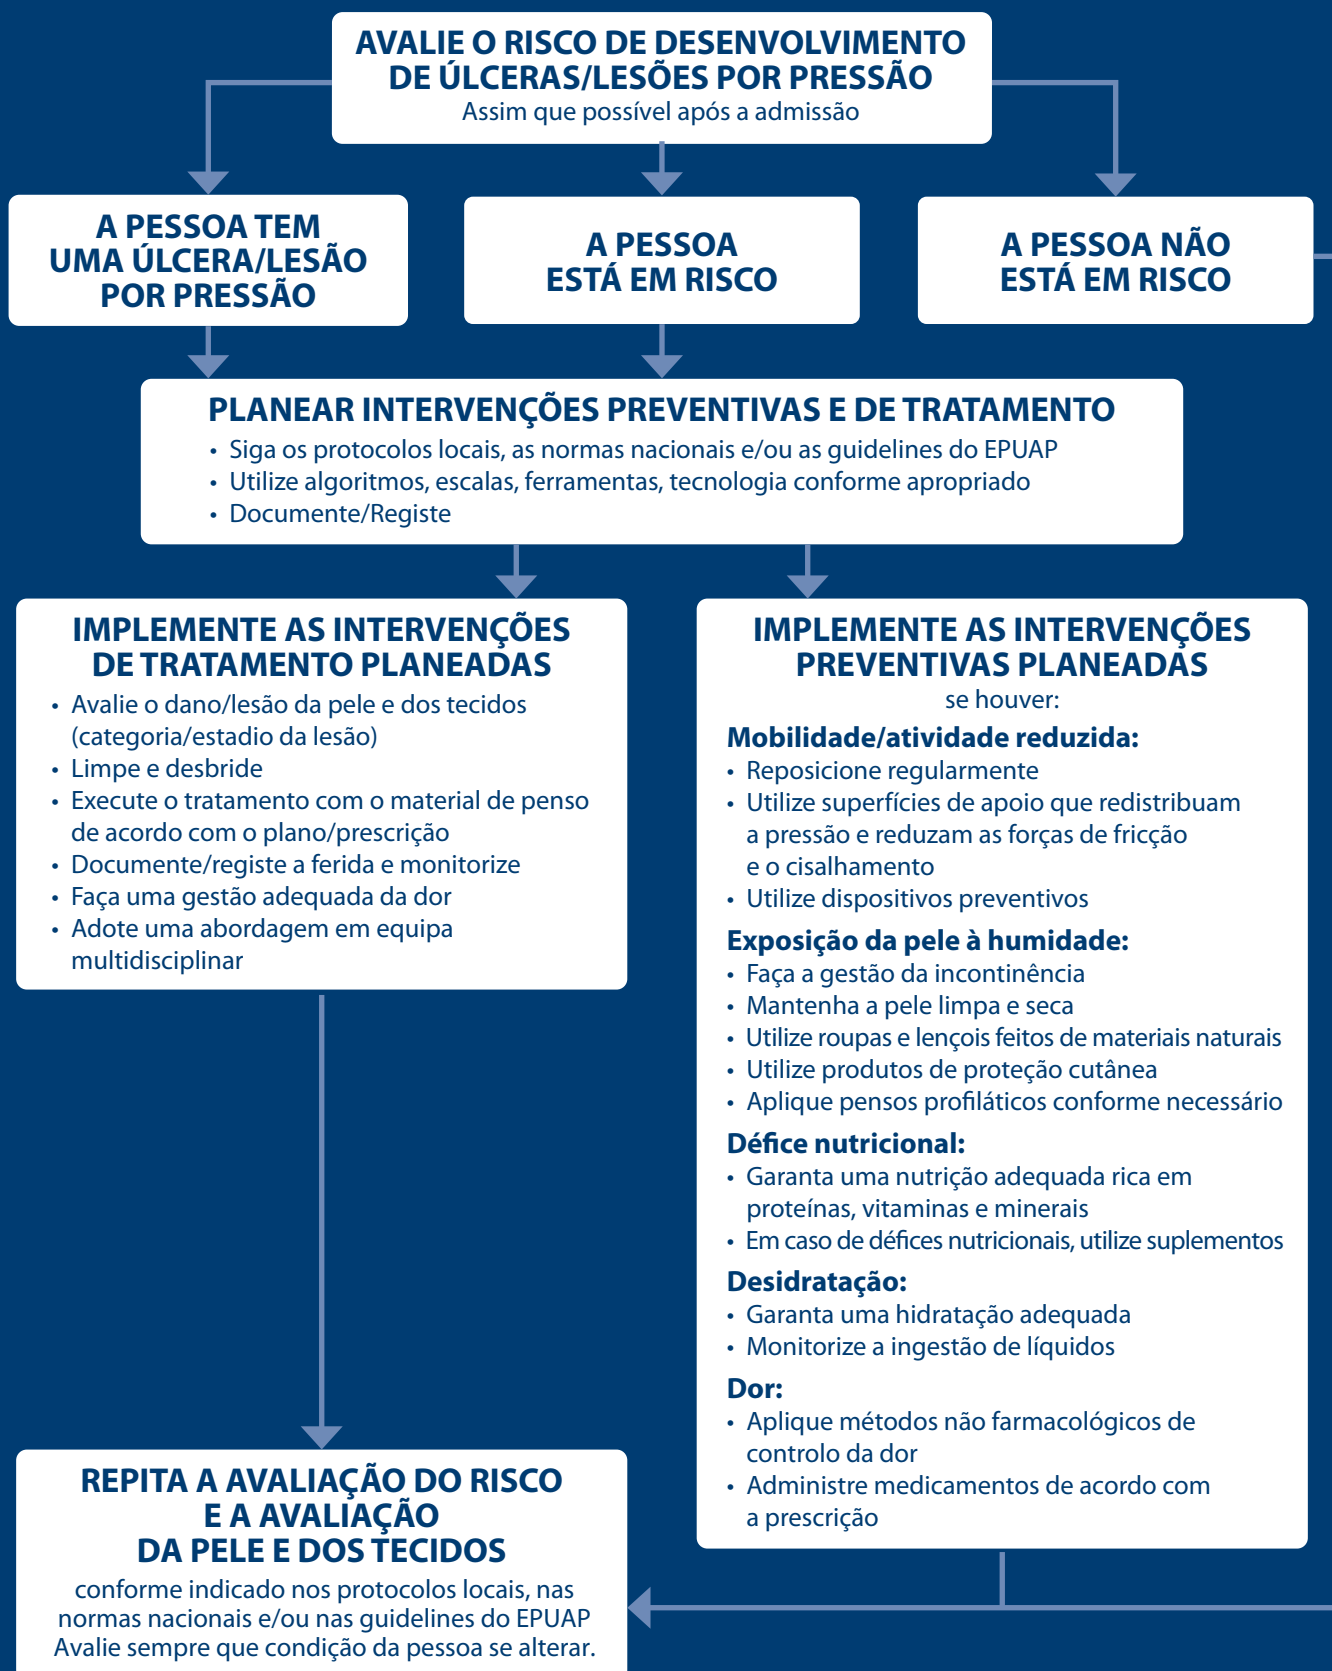 AVALIE O RISCO DE DESENVOLVIMENTO
DE ÚLCERAS/LESÕES POR PRESSÃO
Assim que possível após a admissão
A PESSOA TEM
UMA ÚLCERA/LESÃO
POR PRESSÃO
A PESSOA
ESTÁ EM RISCO
A PESSOA NÃO
ESTÁ EM RISCO
PLANEAR INTERVENÇÕES PREVENTIVAS E DE TRATAMENTO
• Siga os protocolos locais, as normas nacionais e/ou as guidelines do EPUAP
• Utilize algoritmos, escalas, ferramentas, tecnologia conforme apropriado
• Documente/Registe
IMPLEMENTE AS INTERVENÇÕES
DE TRATAMENTO PLANEADAS
• Avalie o dano/lesão da pele e dos tecidos
(categoria/estadio da lesão)
• Limpe e desbride
• Execute o tratamento com o material de penso
de acordo com o plano/prescrição
• Documente/registe a ferida e monitorize
• Faça uma gestão adequada da dor
• Adote uma abordagem em equipa
multidisciplinar
IMPLEMENTE AS INTERVENÇÕES
PREVENTIVAS PLANEADAS
se houver:
Mobilidade/atividade reduzida:
• Reposicione regularmente
• Utilize superfícies de apoio que redistribuam
a pressão e reduzam as forças de fricção
e o cisalhamento
• Utilize dispositivos preventivos
Exposição da pele à humidade:
• Faça a gestão da incontinência
• Mantenha a pele limpa e seca
• Utilize roupas e lençois feitos de materiais naturais
• Utilize produtos de proteção cutânea
• Aplique pensos profiláticos conforme necessário
Défice nutricional:
• Garanta uma nutrição adequada rica em
proteínas, vitaminas e minerais
• Em caso de défices nutricionais, utilize suplementos
Desidratação:
• Garanta uma hidratação adequada
• Monitorize a ingestão de líquidos
Dor:
• Aplique métodos não farmacológicos de
controlo da dor
• Administre medicamentos de acordo com
a prescrição
REPITA A AVALIAÇÃO DO RISCO
E A AVALIAÇÃO
DA PELE E DOS TECIDOS
conforme indicado nos protocolos locais, nas
normas nacionais e/ou nas guidelines do EPUAP
Avalie sempre que condição da pessoa se alterar.